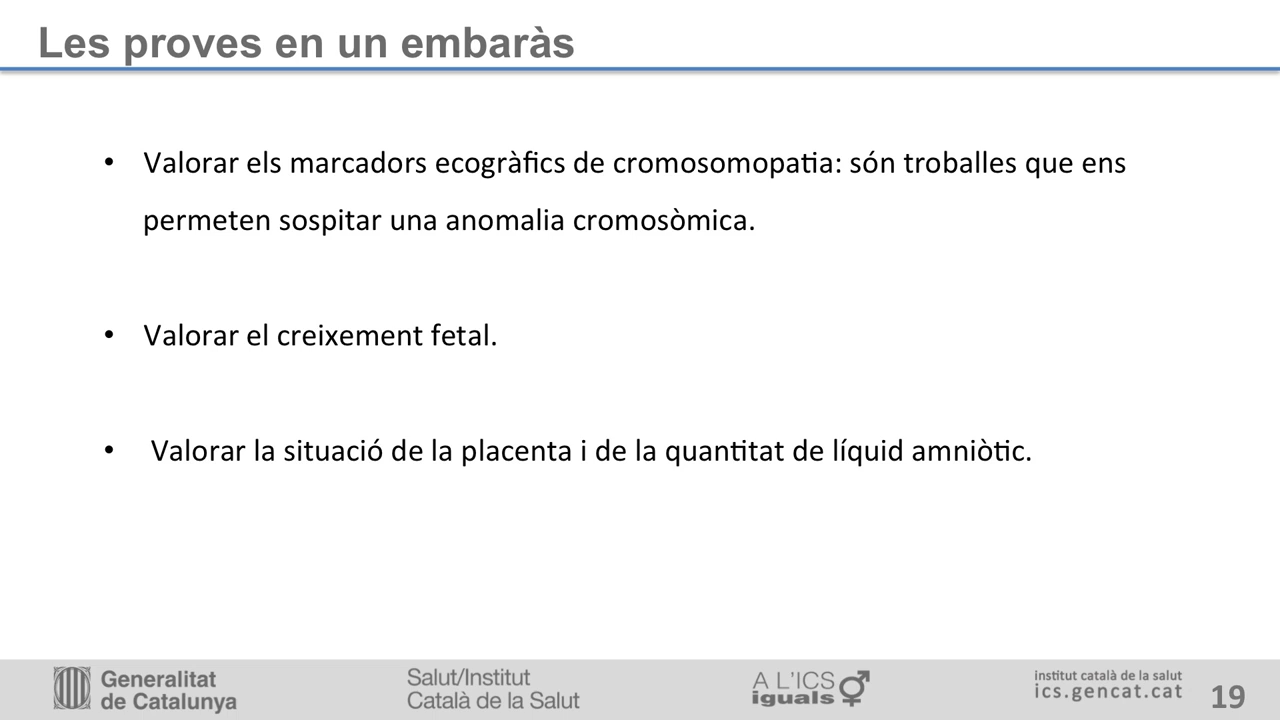 Les proves en un embaràs
• Valorar els marcadors ecogràfics de cromosomopatia: són troballes que ens
permeten sospitar una anomalia cromosòmica.
• Valorar el creixement fetal.
• Valorar la situació de la placenta i de la quantitat de líquid amniòtic.
Generalitat
de Catalunya
Salut/Institut
Català de la Salut
A L'ICS
iguals
institut català de la salut
ics.gencat.cat
19